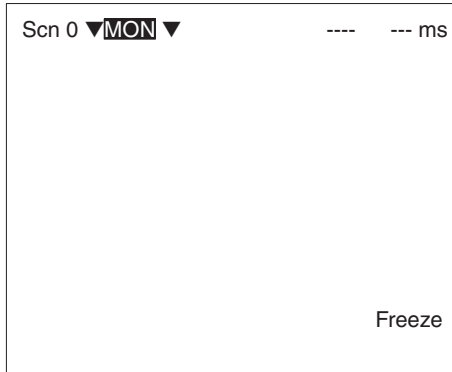 Scn 0 ▼MON ▼ ---- --- ms
Freeze